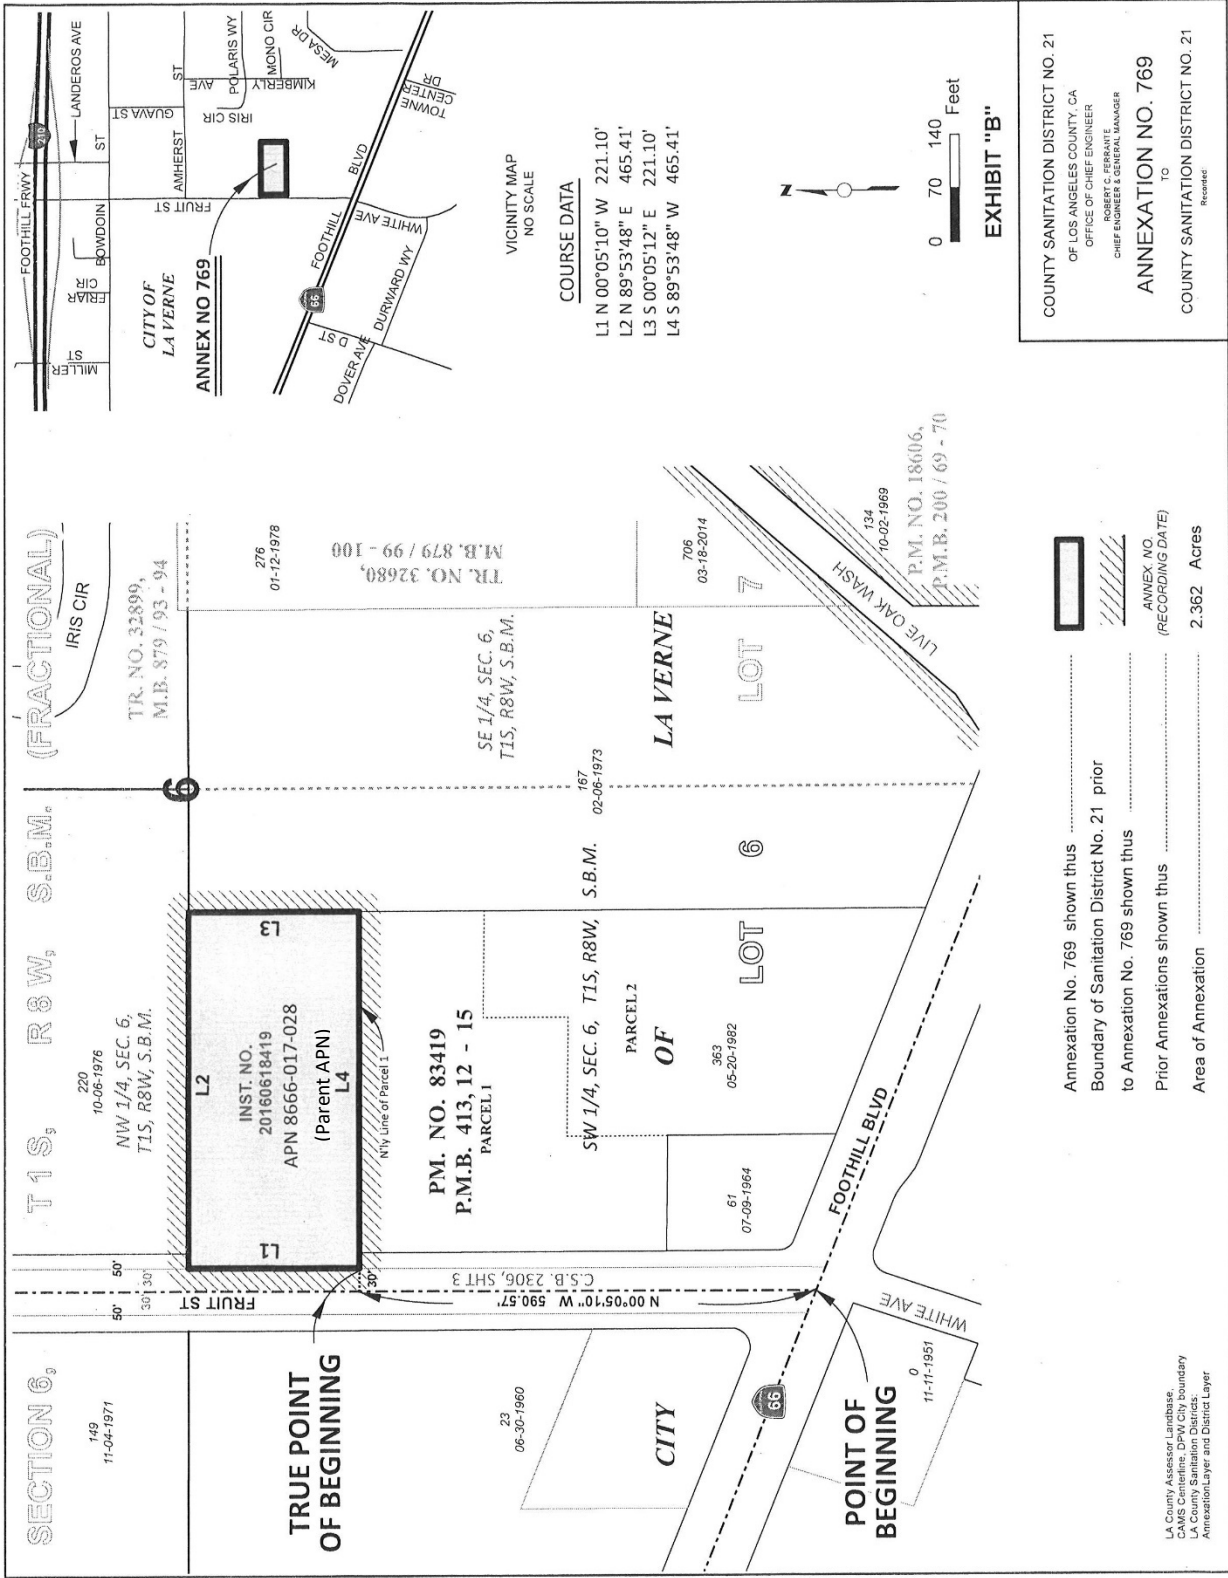 SECTION 6,
T 1 S,
R 8 W,
S.B.M.
(FRACTIONAL)
149
11-04-1971
220
10-06-1976
NW 1/4, SEC. 6,
T1S, R8W, S.B.M.
IRIS CIR
TR. NO. 32899,
M.B. 879 / 93 - 94
6
50'
50'
30'
30'
FRUIT ST
L1
L2
L3
L4
INST. NO.
20160618419
APN 8666-017-028
(Parent APN)
N'ly Line of Parcel 1
TRUE POINT
OF BEGINNING
30'
N 00°05'10" W 590.57'
C.S.B. 2306, SHT 3
PM. NO. 83419
P.M.B. 413, 12 - 15
PARCEL 1
276
01-12-1978
TR. NO. 32680,
M.B. 879 / 99 - 100
SE 1/4, SEC. 6,
T1S, R8W, S.B.M.
SW 1/4, SEC. 6, T1S, R8W, S.B.M.
167
02-06-1973
23
06-30-1960
PARCEL 2
CITY
OF
LA VERNE
363
05-20-1982
61
07-09-1964
LOT 6
LOT 7
706
03-18-2014
LIVE OAK WASH
134
10-02-1969
P.M. NO. 18606,
P.M.B. 200 / 69 - 70
FOOTHILL BLVD
66
WHITE AVE
POINT OF
BEGINNING
0
11-11-1951
FOOTHILL FRWY
210
LANDEROS AVE
MILLER
ST
FRIAR
CIR
BOWDOIN
ST
GUAVA ST
AMHERST
ST
FRUIT ST
IRIS CIR
POLARIS WY
KIMBERLY
AVE
MONO CIR
MESA DR
TOWNE
CENTER
DR
CITY OF
LA VERNE
ANNEX NO 769
FOOTHILL
BLVD
66
WHITE AVE
D ST
DURWARD WY
DOVER AVE
VICINITY MAP
NO SCALE
COURSE DATA
L1 N 00°05'10" W 221.10'
L2 N 89°53'48" E 465.41'
L3 S 00°05'12" E 221.10'
L4 S 89°53'48" W 465.41'
N
0 70 140
Feet
EXHIBIT "B"
Annexation No. 769 shown thus
Boundary of Sanitation District No. 21 prior
to Annexation No. 769 shown thus
Prior Annexations shown thus
ANNEX. NO.
(RECORDING DATE)
Area of Annexation 2.362 Acres
COUNTY SANITATION DISTRICT NO. 21
OF LOS ANGELES COUNTY, CA
OFFICE OF CHIEF ENGINEER
ROBERT C. FERRANTE
CHIEF ENGINEER & GENERAL MANAGER
ANNEXATION NO. 769
TO
COUNTY SANITATION DISTRICT NO. 21
Recorded:
LA County Assessor Landbase,
CAMS Centerline, DPW City boundary
LA County Sanitation Districts:
AnnexationLayer and District Layer